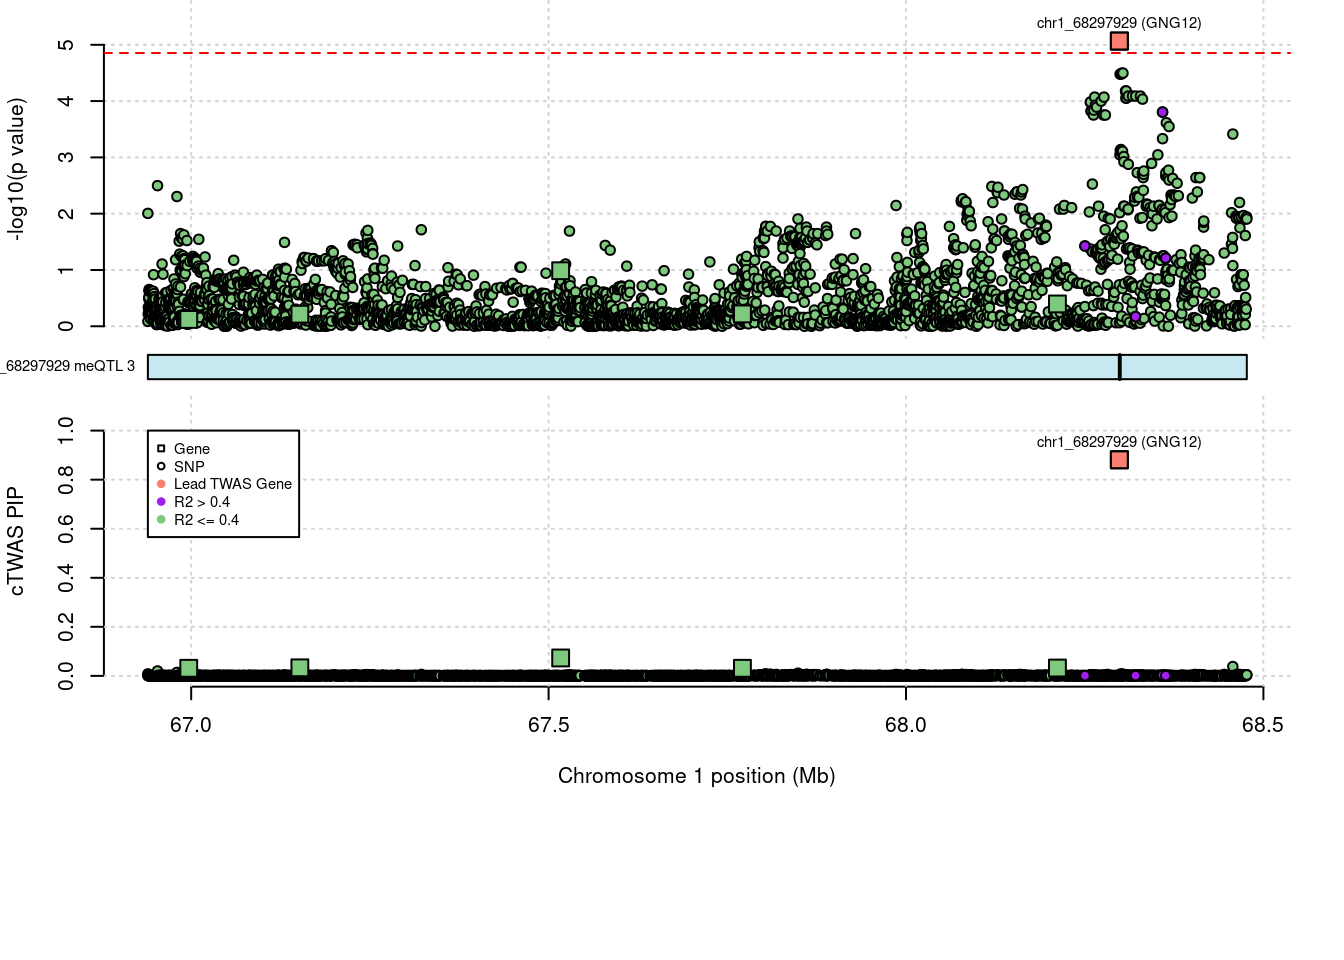 chr1_68297929 (GNG12)
5
4
3
2
1
0
-log10(p value)
_68297929 meQTL 3
1.0
0.8
0.6
0.4
0.2
0.0
cTWAS PIP
Gene
SNP
Lead TWAS Gene
R2 > 0.4
R2 <= 0.4
chr1_68297929 (GNG12)
67.0 67.5 68.0 68.5
Chromosome 1 position (Mb)